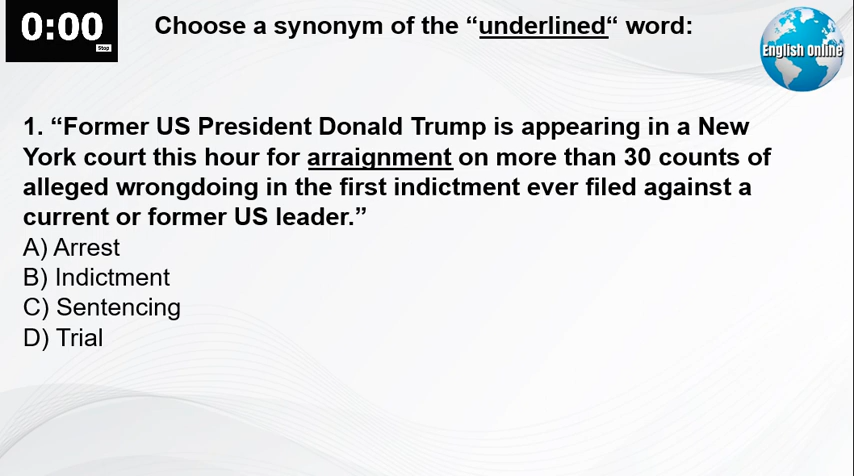 0:00
Stop
Choose a synonym of the “underlined“ word:
English Online
1. “Former US President Donald Trump is appearing in a New
York court this hour for arraignment on more than 30 counts of
alleged wrongdoing in the first indictment ever filed against a
current or former US leader.”
A) Arrest
B) Indictment
C) Sentencing
D) Trial